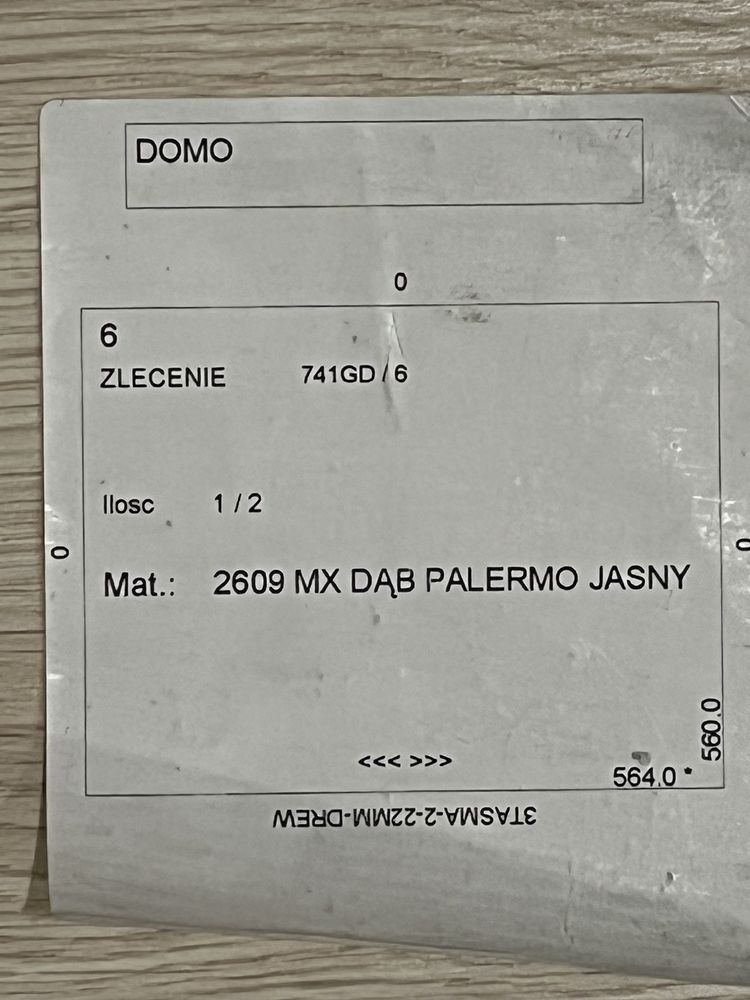 DOMO
0
6
ZLECENIE 741GD / 6
Ilosc 1 / 2
0
0
Mat.: 2609 MX DĄB PALERMO JASNY
560.0
<<< >>>
564.0 *
3TASMA-2-22MM-DREW